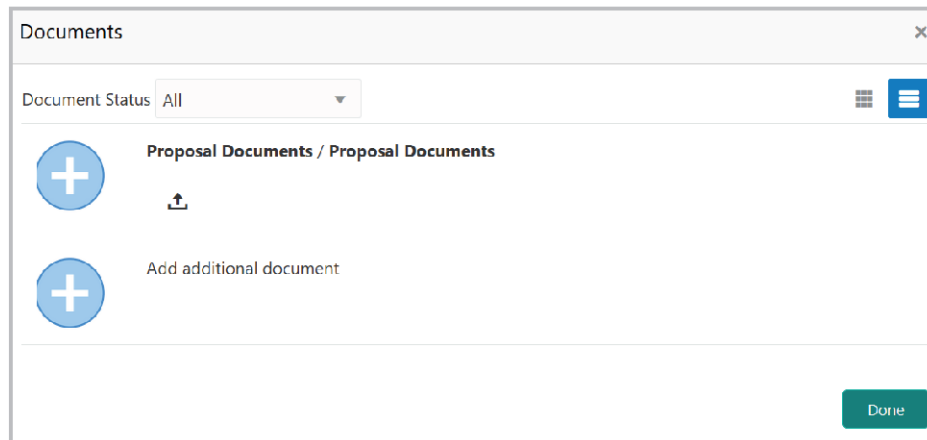 Documents
Document Status All
Proposal Documents / Proposal Documents
Add additional document
Done